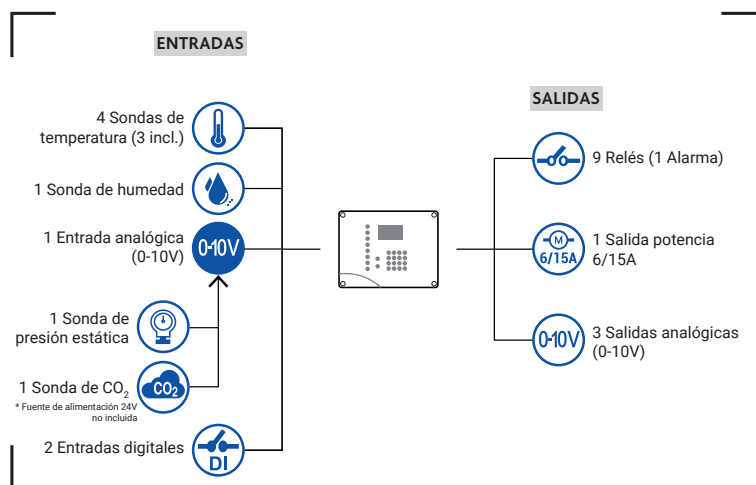 ENTRADAS
4 Sondas de
temperatura (3 incl.)
1 Sonda de humedad
1 Entrada analógica
(0-10V)
0-10V
1 Sonda de
presión estática
1 Sonda de CO₂
* Fuente de alimentación 24V
no incluida
CO₂
2 Entradas digitales
DI
SALIDAS
9 Relés (1 Alarma)
M
6/15A
1 Salida potencia
6/15A
0-10V
3 Salidas analógicas
(0-10V)